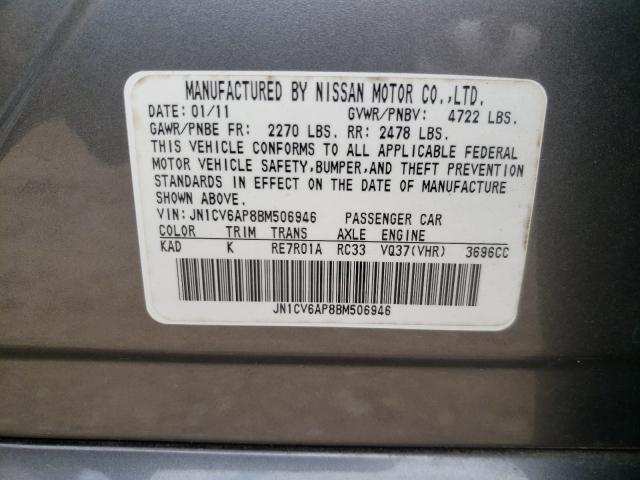 MANUFACTURED BY NISSAN MOTOR CO.,LTD.
DATE: 01/11 GVWR/PNBV: 4722 LBS.
GAWR/PNBE FR: 2270 LBS. RR: 2478 LBS.
THIS VEHICLE CONFORMS TO ALL APPLICABLE FEDERAL
MOTOR VEHICLE SAFETY,BUMPER,AND THEFT PREVENTION
STANDARDS IN EFFECT ON THE DATE OF MANUFACTURE
SHOWN ABOVE.
VIN: JN1CV6AP8BM506946 PASSENGER CAR
COLOR TRIM TRANS AXLE ENGINE
KAD K RE7R01A RC33 VQ37(VHR) 3696CC
JN1CV6AP8BM506946